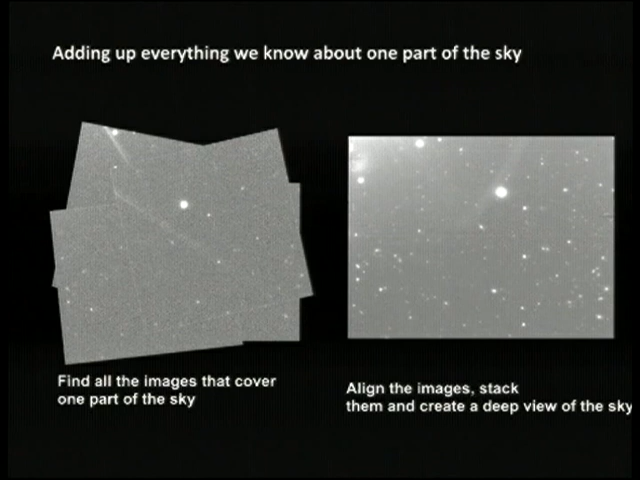 Adding up everything we know about one part of the sky
Find all the images that cover
one part of the sky
Align the images, stack
them and create a deep view of the sky